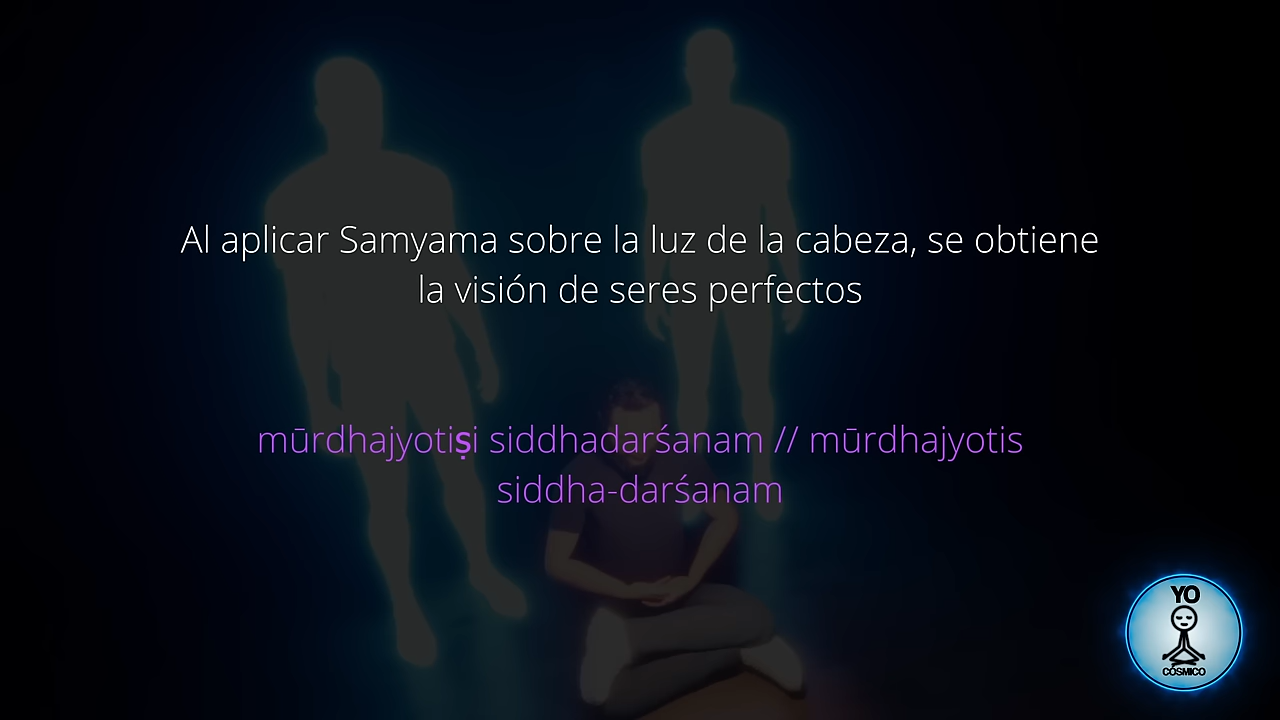 Al aplicar Samyama sobre la luz de la cabeza, se obtiene
la visión de seres perfectos
mūrdhajyotiṣi siddhadarśanam // mūrdhajyotis
siddha-darśanam
YO
CÓSMICO